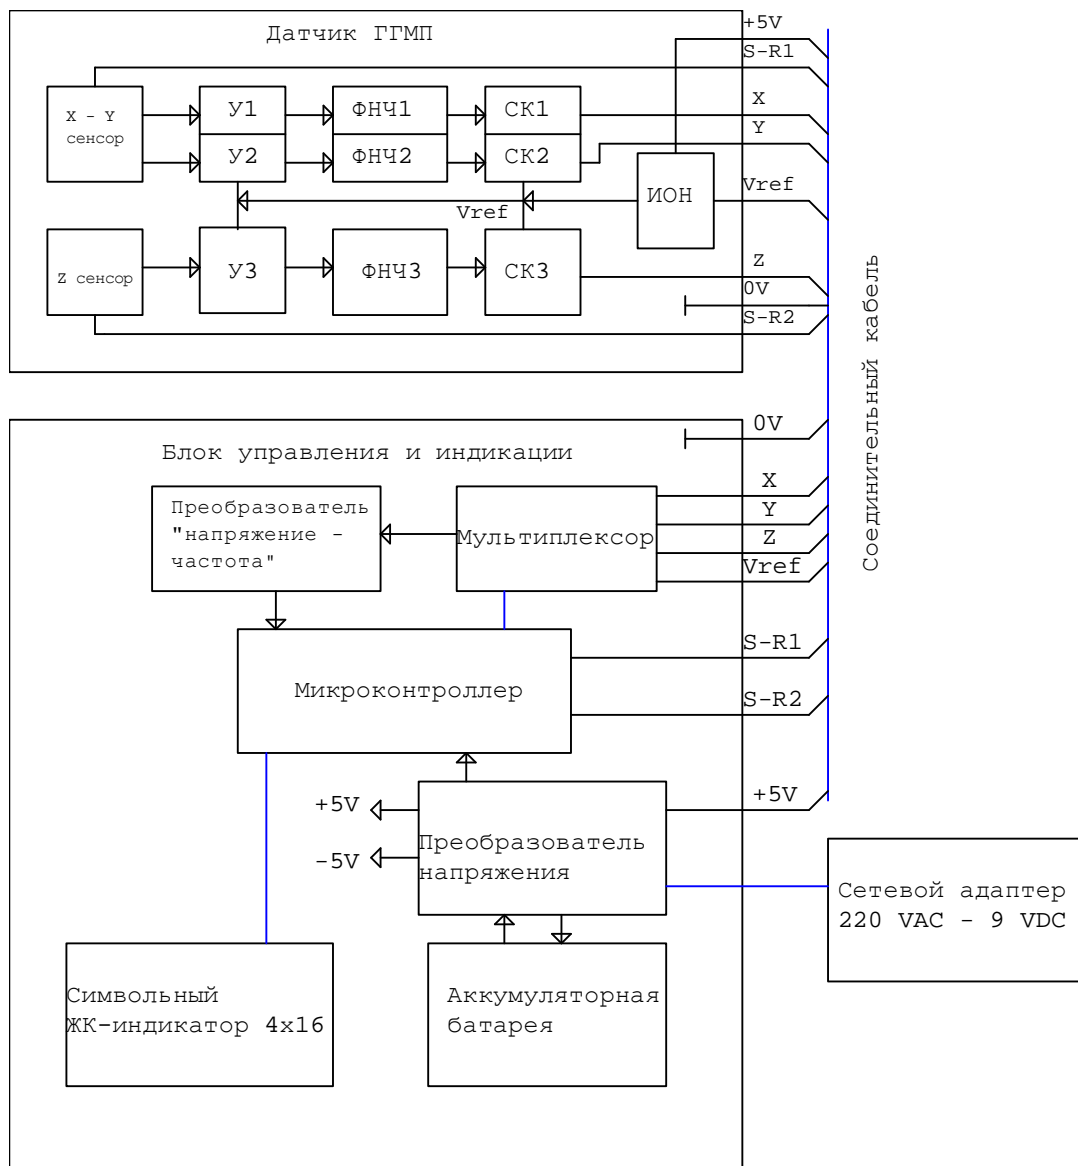 Датчик ГГМП
+5V
S-R1
X - Y
сенсор
У1
ФНЧ1
СК1
X
У2
ФНЧ2
СК2
Y
Vref
ИОН
Vref
Z сенсор
У3
ФНЧ3
СК3
Z
0V
S-R2
Соединительный кабель
Блок управления и индикации
0V
Преобразователь
"напряжение -
частота"
Мультиплексор
X
Y
Z
Vref
Микроконтроллер
S-R1
S-R2
+5V
-5V
Преобразователь
напряжения
+5V
Сетевой адаптер
220 VAC - 9 VDC
Символьный
ЖК-индикатор 4x16
Аккумуляторная
батарея